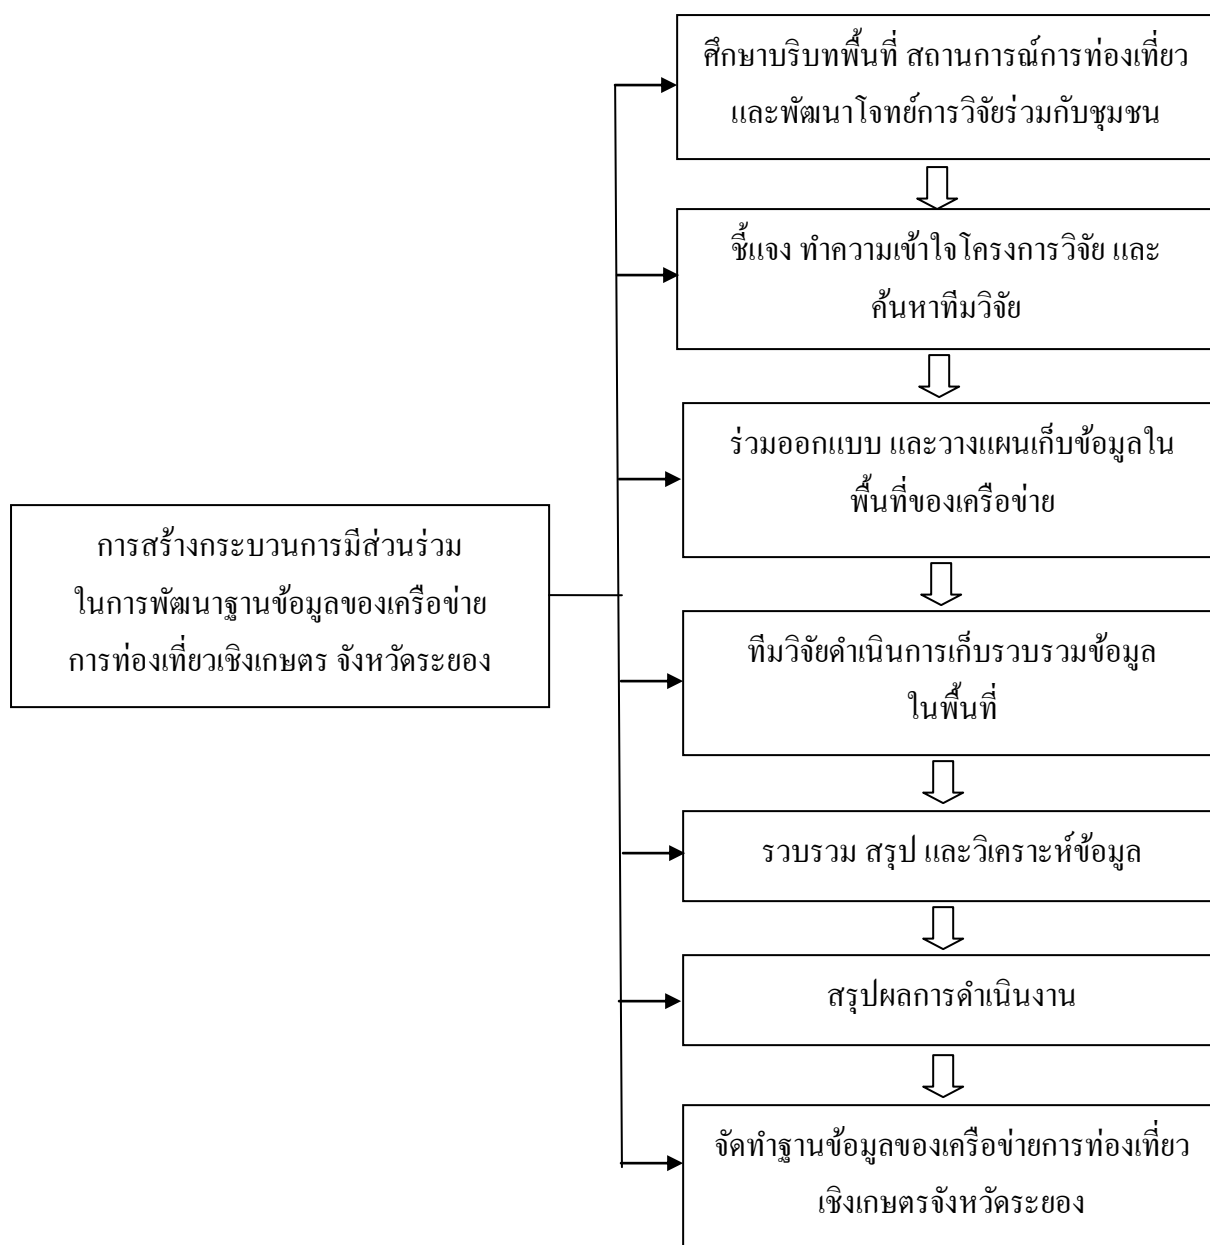 ศึกษาบริบทพื้นที่ สถานการณ์การท่องเที่ยว
และพัฒนาโจทย์การวิจัยร่วมกับชุมชน
ชี้แจง ทำความเข้าใจโครงการวิจัย และ
ค้นหาทีมวิจัย
ร่วมออกแบบ และวางแผนเก็บข้อมูลใน
พื้นที่ของเครือข่าย
การสร้างกระบวนการมีส่วนร่วม
ในการพัฒนาฐานข้อมูลของเครือข่าย
การท่องเที่ยวเชิงเกษตร จังหวัดระยอง
ทีมวิจัยดำเนินการเก็บรวบรวมข้อมูล
ในพื้นที่
รวบรวม สรุป และวิเคราะห์ข้อมูล
สรุปผลการดำเนินงาน
จัดทำฐานข้อมูลของเครือข่ายการท่องเที่ยว
เชิงเกษตรจังหวัดระยอง